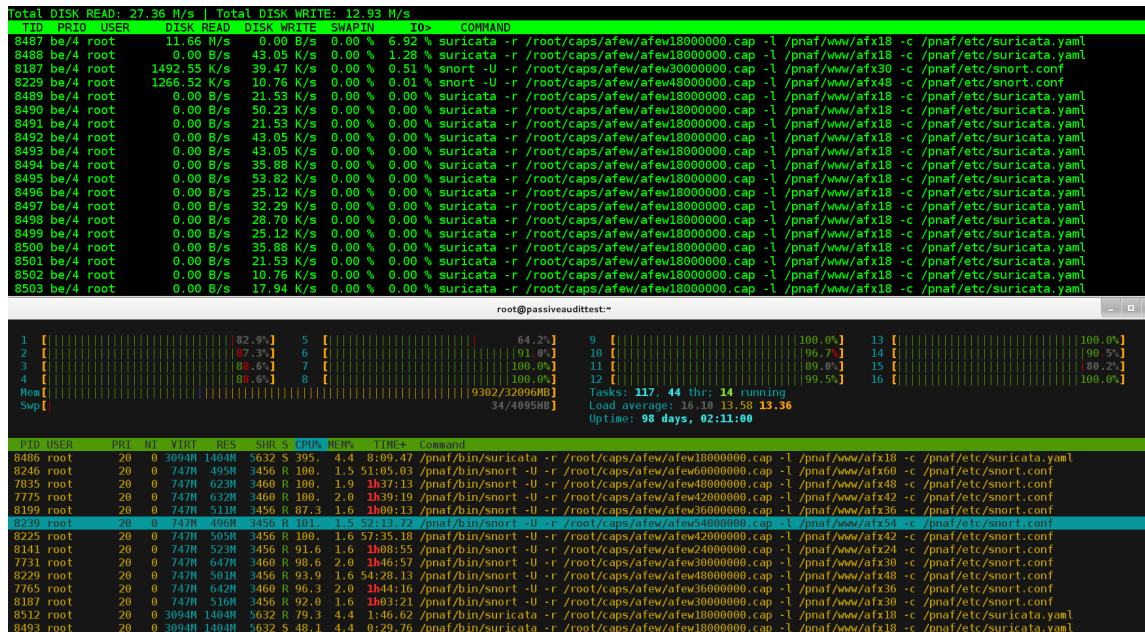 Total DISK READ: 27.36 M/s | Total DISK WRITE: 12.93 M/s
TID PRIO USER DISK READ DISK WRITE SWAPIN IO> COMMAND
8487 be/4 root 11.66 M/s 0.00 B/s 0.00 % 6.92 % suricata -r /root/caps/afew/afew18000000.cap -l /pnaf/www/afx18 -c /pnaf/etc/suricata.yaml
8488 be/4 root 0.00 B/s 43.05 K/s 0.00 % 1.28 % suricata -r /root/caps/afew/afew18000000.cap -l /pnaf/www/afx18 -c /pnaf/etc/suricata.yaml
8187 be/4 root 1492.55 K/s 39.47 K/s 0.00 % 0.51 % snort -U -r /root/caps/afew/afew30000000.cap -l /pnaf/www/afx30 -c /pnaf/etc/snort.conf
8229 be/4 root 1266.52 K/s 10.76 K/s 0.00 % 0.01 % snort -U -r /root/caps/afew/afew48000000.cap -l /pnaf/www/afx48 -c /pnaf/etc/snort.conf
8489 be/4 root 0.00 B/s 21.53 K/s 0.00 % 0.00 % suricata -r /root/caps/afew/afew18000000.cap -l /pnaf/www/afx18 -c /pnaf/etc/suricata.yaml
8490 be/4 root 0.00 B/s 50.23 K/s 0.00 % 0.00 % suricata -r /root/caps/afew/afew18000000.cap -l /pnaf/www/afx18 -c /pnaf/etc/suricata.yaml
8491 be/4 root 0.00 B/s 21.53 K/s 0.00 % 0.00 % suricata -r /root/caps/afew/afew18000000.cap -l /pnaf/www/afx18 -c /pnaf/etc/suricata.yaml
8492 be/4 root 0.00 B/s 43.05 K/s 0.00 % 0.00 % suricata -r /root/caps/afew/afew18000000.cap -l /pnaf/www/afx18 -c /pnaf/etc/suricata.yaml
8493 be/4 root 0.00 B/s 43.05 K/s 0.00 % 0.00 % suricata -r /root/caps/afew/afew18000000.cap -l /pnaf/www/afx18 -c /pnaf/etc/suricata.yaml
8494 be/4 root 0.00 B/s 35.88 K/s 0.00 % 0.00 % suricata -r /root/caps/afew/afew18000000.cap -l /pnaf/www/afx18 -c /pnaf/etc/suricata.yaml
8495 be/4 root 0.00 B/s 53.82 K/s 0.00 % 0.00 % suricata -r /root/caps/afew/afew18000000.cap -l /pnaf/www/afx18 -c /pnaf/etc/suricata.yaml
8496 be/4 root 0.00 B/s 25.12 K/s 0.00 % 0.00 % suricata -r /root/caps/afew/afew18000000.cap -l /pnaf/www/afx18 -c /pnaf/etc/suricata.yaml
8497 be/4 root 0.00 B/s 32.29 K/s 0.00 % 0.00 % suricata -r /root/caps/afew/afew18000000.cap -l /pnaf/www/afx18 -c /pnaf/etc/suricata.yaml
8498 be/4 root 0.00 B/s 28.70 K/s 0.00 % 0.00 % suricata -r /root/caps/afew/afew18000000.cap -l /pnaf/www/afx18 -c /pnaf/etc/suricata.yaml
8499 be/4 root 0.00 B/s 25.12 K/s 0.00 % 0.00 % suricata -r /root/caps/afew/afew18000000.cap -l /pnaf/www/afx18 -c /pnaf/etc/suricata.yaml
8500 be/4 root 0.00 B/s 35.88 K/s 0.00 % 0.00 % suricata -r /root/caps/afew/afew18000000.cap -l /pnaf/www/afx18 -c /pnaf/etc/suricata.yaml
8501 be/4 root 0.00 B/s 21.53 K/s 0.00 % 0.00 % suricata -r /root/caps/afew/afew18000000.cap -l /pnaf/www/afx18 -c /pnaf/etc/suricata.yaml
8502 be/4 root 0.00 B/s 10.76 K/s 0.00 % 0.00 % suricata -r /root/caps/afew/afew18000000.cap -l /pnaf/www/afx18 -c /pnaf/etc/suricata.yaml
8503 be/4 root 0.00 B/s 17.94 K/s 0.00 % 0.00 % suricata -r /root/caps/afew/afew18000000.cap -l /pnaf/www/afx18 -c /pnaf/etc/suricata.yaml
root@passiveaudittest:~
1 [82.9%] 5 [64.2%] 9 [100.0%] 13 [100.0%]
2 [87.3%] 6 [91.0%] 10 [96.7%] 14 [90.5%]
3 [88.6%] 7 [100.0%] 11 [89.0%] 15 [80.2%]
4 [88.6%] 8 [100.0%] 12 [99.5%] 16 [100.0%]
Mem[9302/32096MB] Tasks: 117, 44 thr; 14 running
Swp[34/4095MB] Load average: 16.10 13.58 13.36
Uptime: 98 days, 02:11:00
PID USER PRI NI VIRT RES SHR S CPU% MEM% TIME+ Command
8486 root 20 0 3094M 1404M 5632 S 395. 4.4 8:09.47 /pnaf/bin/suricata -r /root/caps/afew/afew18000000.cap -l /pnaf/www/afx18 -c /pnaf/etc/suricata.yaml
8246 root 20 0 747M 495M 3456 R 100. 1.5 51:05.03 /pnaf/bin/snort -U -r /root/caps/afew/afew60000000.cap -l /pnaf/www/afx60 -c /pnaf/etc/snort.conf
7835 root 20 0 747M 623M 3460 R 100. 1.9 1h37:13 /pnaf/bin/snort -U -r /root/caps/afew/afew48000000.cap -l /pnaf/www/afx48 -c /pnaf/etc/snort.conf
7775 root 20 0 747M 632M 3460 R 100. 2.0 1h39:19 /pnaf/bin/snort -U -r /root/caps/afew/afew42000000.cap -l /pnaf/www/afx42 -c /pnaf/etc/snort.conf
8199 root 20 0 747M 511M 3456 R 87.3 1.6 1h00:13 /pnaf/bin/snort -U -r /root/caps/afew/afew36000000.cap -l /pnaf/www/afx36 -c /pnaf/etc/snort.conf
8239 root 20 0 747M 496M 3456 R 101. 1.5 52:13.72 /pnaf/bin/snort -U -r /root/caps/afew/afew54000000.cap -l /pnaf/www/afx54 -c /pnaf/etc/snort.conf
8225 root 20 0 747M 505M 3456 R 100. 1.6 57:35.18 /pnaf/bin/snort -U -r /root/caps/afew/afew42000000.cap -l /pnaf/www/afx42 -c /pnaf/etc/snort.conf
8141 root 20 0 747M 523M 3456 R 91.6 1.6 1h08:55 /pnaf/bin/snort -U -r /root/caps/afew/afew24000000.cap -l /pnaf/www/afx24 -c /pnaf/etc/snort.conf
7731 root 20 0 747M 647M 3460 R 98.6 2.0 1h46:57 /pnaf/bin/snort -U -r /root/caps/afew/afew30000000.cap -l /pnaf/www/afx30 -c /pnaf/etc/snort.conf
8229 root 20 0 747M 501M 3456 R 93.9 1.6 54:28.13 /pnaf/bin/snort -U -r /root/caps/afew/afew48000000.cap -l /pnaf/www/afx48 -c /pnaf/etc/snort.conf
7765 root 20 0 747M 642M 3460 R 96.3 2.0 1h44:16 /pnaf/bin/snort -U -r /root/caps/afew/afew36000000.cap -l /pnaf/www/afx36 -c /pnaf/etc/snort.conf
8187 root 20 0 747M 516M 3456 R 92.0 1.6 1h03:21 /pnaf/bin/snort -U -r /root/caps/afew/afew30000000.cap -l /pnaf/www/afx30 -c /pnaf/etc/snort.conf
8512 root 20 0 3094M 1404M 5632 R 79.3 4.4 1:46.62 /pnaf/bin/suricata -r /root/caps/afew/afew18000000.cap -l /pnaf/www/afx18 -c /pnaf/etc/suricata.yaml
8493 root 20 0 3094M 1404M 5632 S 48.1 4.4 0:29.76 /pnaf/bin/suricata -r /root/caps/afew/afew18000000.cap -l /pnaf/www/afx18 -c /pnaf/etc/suricata.yaml